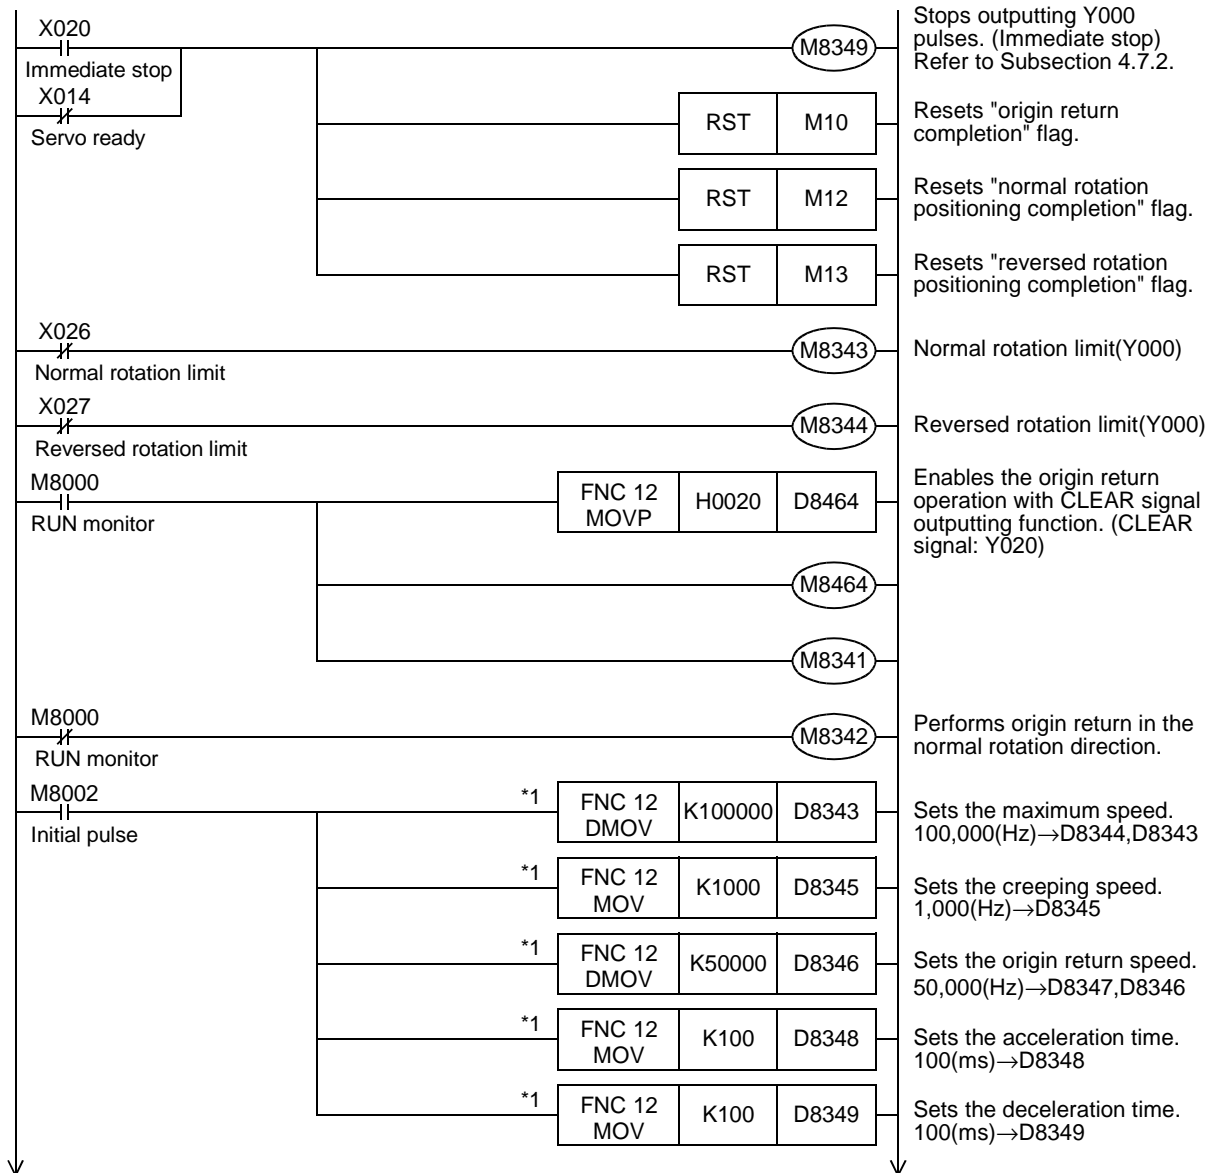 X020
Immediate stop
X014
Servo ready
M8349
Stops outputting Y000
pulses. (Immediate stop)
Refer to Subsection 4.7.2.
RST M10
Resets "origin return
completion" flag.
RST M12
Resets "normal rotation
positioning completion" flag.
RST M13
Resets "reversed rotation
positioning completion" flag.
X026
Normal rotation limit
M8343
Normal rotation limit(Y000)
X027
Reversed rotation limit
M8344
Reversed rotation limit(Y000)
M8000
RUN monitor
FNC 12
MOVP
H0020 D8464
Enables the origin return
operation with CLEAR signal
outputting function. (CLEAR
signal: Y020)
M8464
M8341
M8000
RUN monitor
M8342
Performs origin return in the
normal rotation direction.
M8002
Initial pulse
*1
FNC 12
DMOV
K100000 D8343
Sets the maximum speed.
100,000(Hz)→D8344,D8343
*1
FNC 12
MOV
K1000 D8345
Sets the creeping speed.
1,000(Hz)→D8345
*1
FNC 12
DMOV
K50000 D8346
Sets the origin return speed.
50,000(Hz)→D8347,D8346
*1
FNC 12
MOV
K100 D8348
Sets the acceleration time.
100(ms)→D8348
*1
FNC 12
MOV
K100 D8349
Sets the deceleration time.
100(ms)→D8349